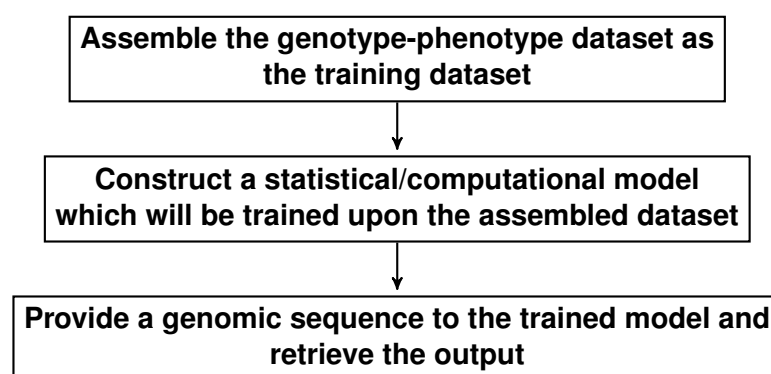 Assemble the genotype-phenotype dataset as
the training dataset
Construct a statistical/computational model
which will be trained upon the assembled dataset
Provide a genomic sequence to the trained model and
retrieve the output